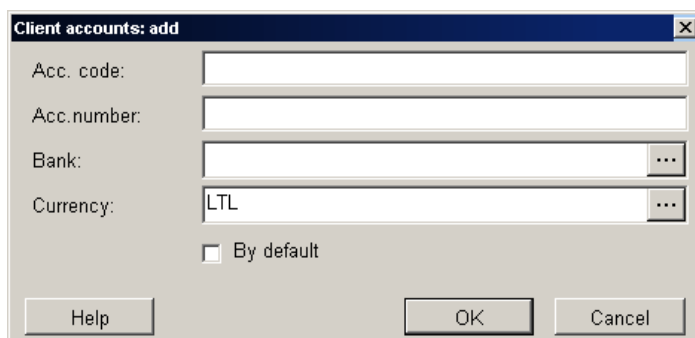 Client accounts: add
Acc. code:
Acc.number:
Bank:
...
Currency:
LTL
...
By default
Help
OK
Cancel